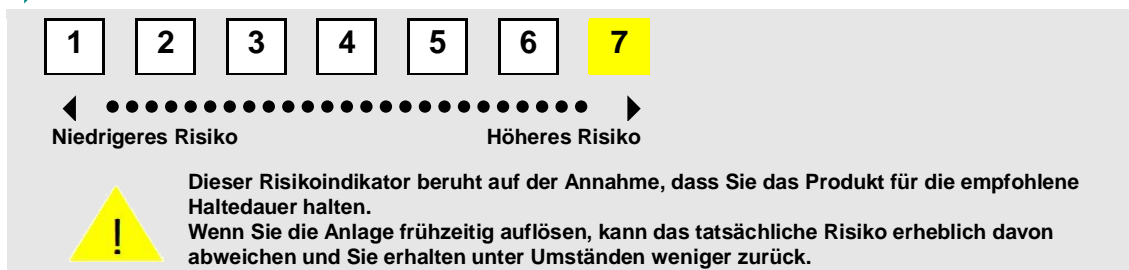 1 2 3 4 5 6 7
Niedrigeres Risiko Höheres Risiko
Dieser Risikoindikator beruht auf der Annahme, dass Sie das Produkt für die empfohlene
Haltedauer halten.
! Wenn Sie die Anlage frühzeitig auflösen, kann das tatsächliche Risiko erheblich davon
abweichen und Sie erhalten unter Umständen weniger zurück.